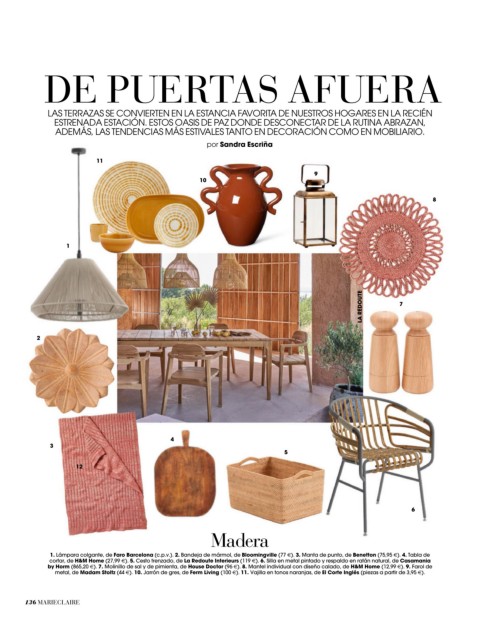 DE PUERTAS AFUERA
LAS TERRAZAS SE CONVIERTEN EN LA ESTANCIA FAVORITA DE NUESTROS HOGARES EN LA RECIÉN
ESTRENADA ESTACIÓN. ESTOS OASIS DE PAZ DONDE DESCONECTAR DE LA RUTINA ABRAZAN,
ADEMÁS, LAS TENDENCIAS MÁS ESTIVALES TANTO EN DECORACIÓN COMO EN MOBILIARIO.
por Sandra Escriña
11
10
9
8
1
LA REDOUTE
7
2
3
12
4
5
6
Madera
1. Lámpara colgante, de Faro Barcelona (c.p.v.). 2. Bandeja de mármol, de Bloomingville (77 €). 3. Manta de punto, de Benetton (75,95 €). 4. Tabla de
cortar, de H&M Home (27,99 €). 5. Cesto trenzado, de La Redoute Interieurs (119 €). 6. Silla en metal pintado y respaldo en ratán natural, de Casamania
by Horm (865,20 €). 7. Molinillo de sal y de pimienta, de House Doctor (96 €). 8. Mantel individual con diseño calado, de H&M Home (12,99 €). 9. Farol de
metal, de Madam Stoltz (44 €). 10. Jarrón de gres, de Ferm Living (100 €). 11. Vajilla en tonos naranjas, de El Corte Inglés (piezas a partir de 3,95 €).
136 MARIECLAIRE